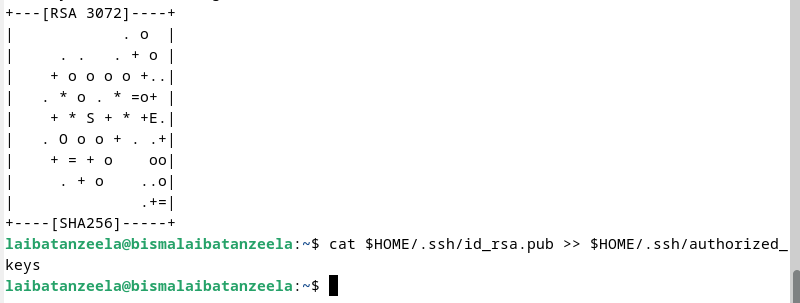 +---[RSA 3072]----+
|            . o  |
|     . .   . + o |
|    + o o o o +..|
|   . * o . * =o+ |
|    + * S + * +E.|
|   . O o o + . .+|
|    + = + o    oo|
|     . + o    ..o|
|              .+=|
+----[SHA256]-----+
laibatanzeela@bismalaibatanzeela:~$ cat $HOME/.ssh/id_rsa.pub >> $HOME/.ssh/authorized_
keys
laibatanzeela@bismalaibatanzeela:~$